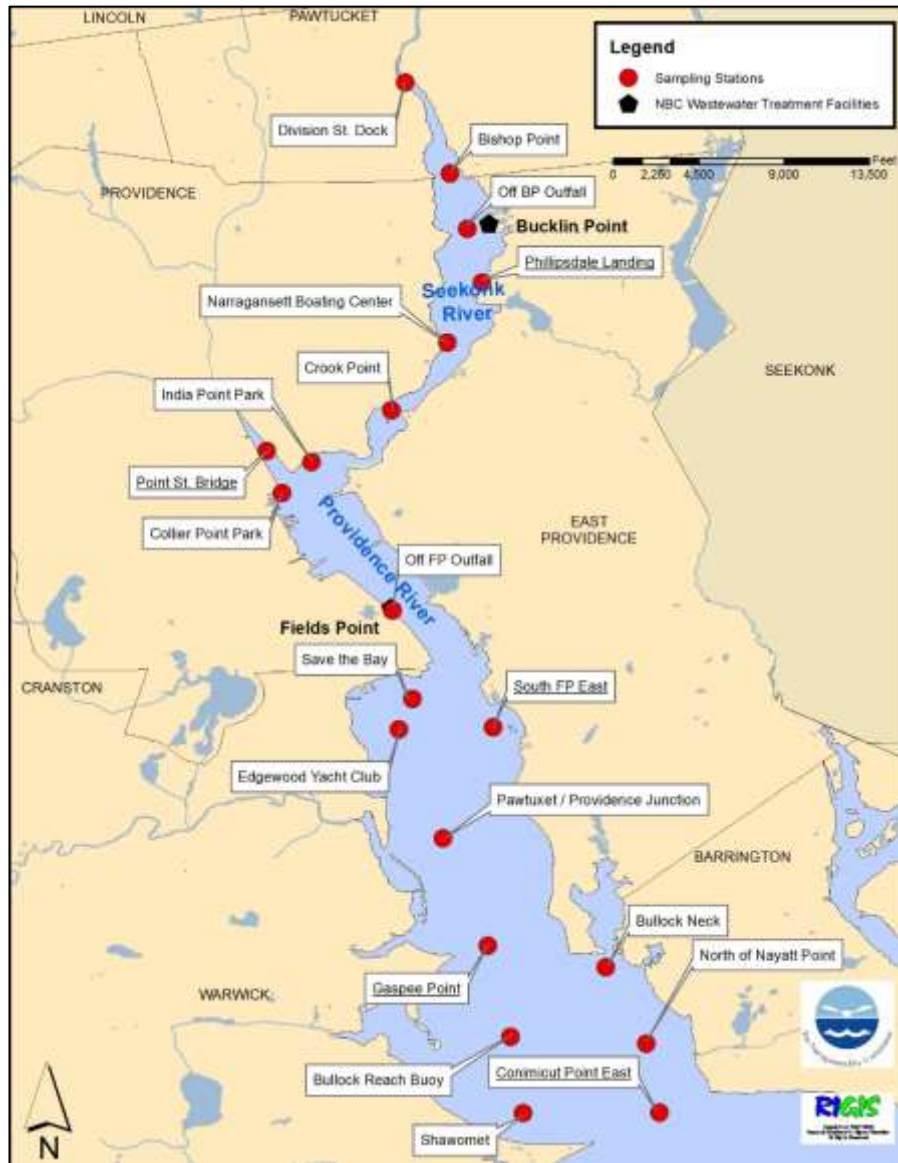 LINCOLN
PAWTUCKET
Legend
Sampling Stations
NBC Wastewater Treatment Facilities
Division St. Dock
Bishop Point
Feet
0 2,250 4,500 9,000 13,500
PROVIDENCE
Off BP Outfall
Bucklin Point
Phillipsdale Landing
Seekonk
River
Narragansett Boating Center
SEEKONK
Crook Point
India Point Park
Point St. Bridge
Collier Point Park
Providence River
EAST
PROVIDENCE
Off FP Outfall
Fields Point
Save the Bay
CRANSTON
South FP East
Edgewood Yacht Club
Pawtuxet / Providence Junction
BARRINGTON
Bullock Neck
North of Nayatt Point
Gaspee Point
WARWICK
Bullock Reach Buoy
Conimicut Point East
Shawomet
N
RIGIS